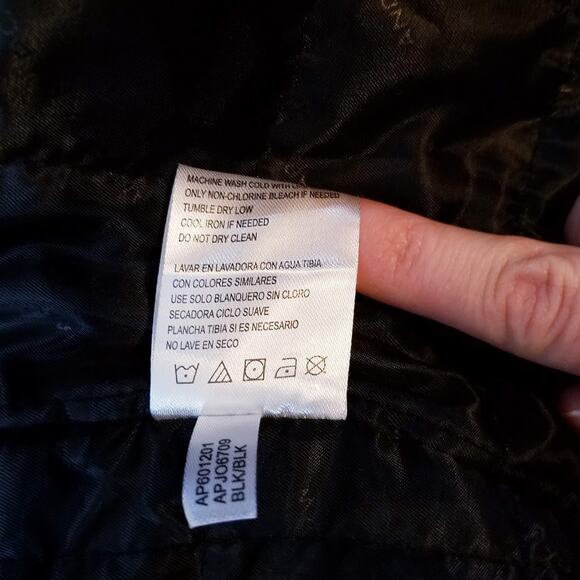 AND
MACHINE WASH COLD WITH
ONLY NON-CHLORINE BLEACH IF NEEDED
TUMBLE DRY LOW
COOL IRON IF NEEDED
DO NOT DRY CLEAN
LAVAR EN LAVADORA CON AGUA TIBIA
CON COLORES SIMILARES
USE SOLO BLANQUERO SIN CLORO
SECADORA CICLO SUAVE
PLANCHA TIBIA SI ES NECESARIO
NO LAVE EN SECO
AP601201
APJO6709
BLK/BLK